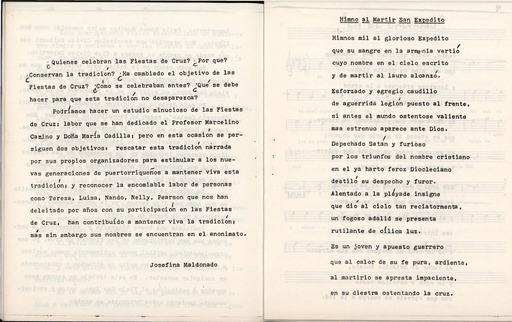 ¿Quienes celebran las Fiestas de Cruz? ¿Por que?
¿Conservan la tradición? ¿Ha cambiado el objetivo de las
Fiestas de Cruz? ¿Cómo se celebraban antes? ¿Qué se debe
hacer para que esta tradición no desaparezca?
Podríamos hacer un estudio minucioso de las Fiestas
de Cruz; labor que se han dedicado el Profesor Marcelino
Canino y Doña María Cadilla; pero en esta ocasión se per-
siguen dos objetivos: rescatar esta tradición narrada
por sus propios organizadores para estimular a las nue-
vas generaciones de puertorriqueños a mantener viva esta
tradición; y reconocer la encomiable labor de personas
como Teresa, Luisa, Nando, Nelly, Pearson que nos han
deleitado por años con su participación en las Fiestas
de Cruz, han contribuído a mantener viva la tradición;
más sin embargo sus nombres se encuentran en el anonimato.
Josefina Maldonado
Himno al Martir San Expedito
Himnos mil al glorioso Expedito
que su sangre en la armenia vertió
cuyo nombre en el cielo escrito
y de martir al lauro alcanzó.
Esforzado y egregio caudillo
de aguerrida legión puesto al frente,
si antes el mundo ostentose valiente
mas estrenuo aparece ante Dios.
Depechado Satan y furioso
por los triunfos del nombre cristiano
en el ya harto feroz Diocleciano
destiló su despecho y furor.
Alentado a la pléyade insigne
que dió al cielo tan
un fogoso adalid se presenta
rutilante de luz.
Es un joven y apuesto guerrero
que al calor de su fe pura, ardiente,
al martirio se apresta impaciente,
en su diestra ostentando la cruz.